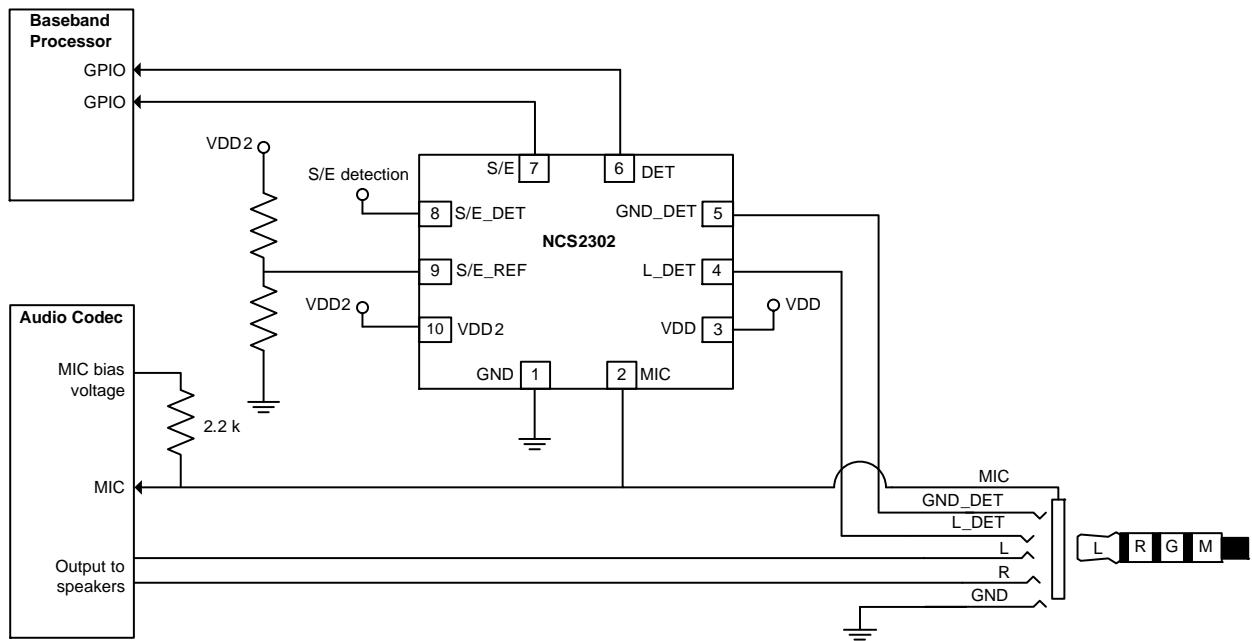 Baseband
Processor
GPIO
GPIO
VDD2
S/E detection
S/E 7
6 DET
8 S/E_DET
GND_DET 5
NCS2302
9 S/E_REF
L_DET 4
VDD2
10 VDD2
VDD 3
VDD
GND 1
2 MIC
Audio Codec
MIC bias
voltage
2.2 k
MIC
Output to
speakers
MIC
GND_DET
L_DET
L
R
GND
L R G M